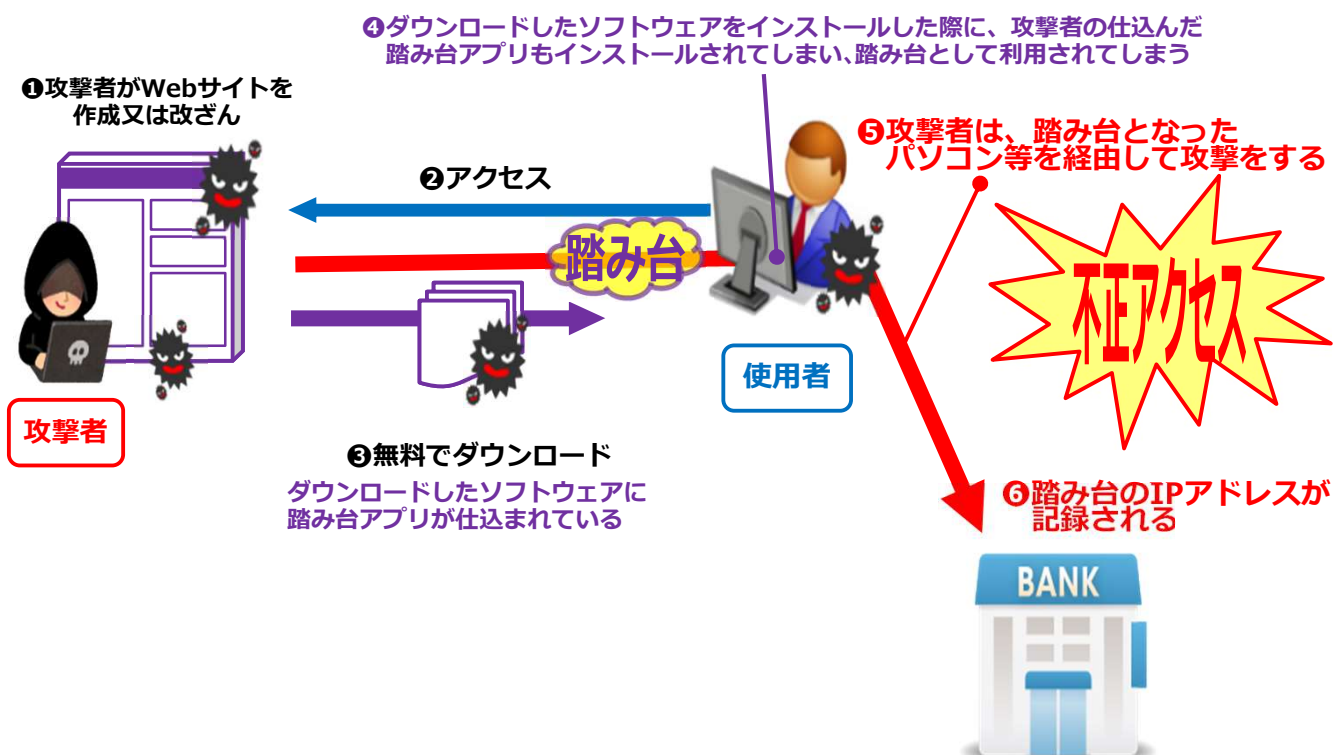 ❹ダウンロードしたソフトウェアをインストールした際に、攻撃者の仕込んだ
踏み台アプリもインストールされてしまい、踏み台として利用されてしまう
❶攻撃者がWebサイトを
作成又は改ざん
❺攻撃者は、踏み台となった
パソコン等を経由して攻撃をする
❷アクセス
踏み台
不正アクセス
使用者
攻撃者
❸無料でダウンロード
ダウンロードしたソフトウェアに
踏み台アプリが仕込まれている
❻踏み台のIPアドレスが
記録される
BANK